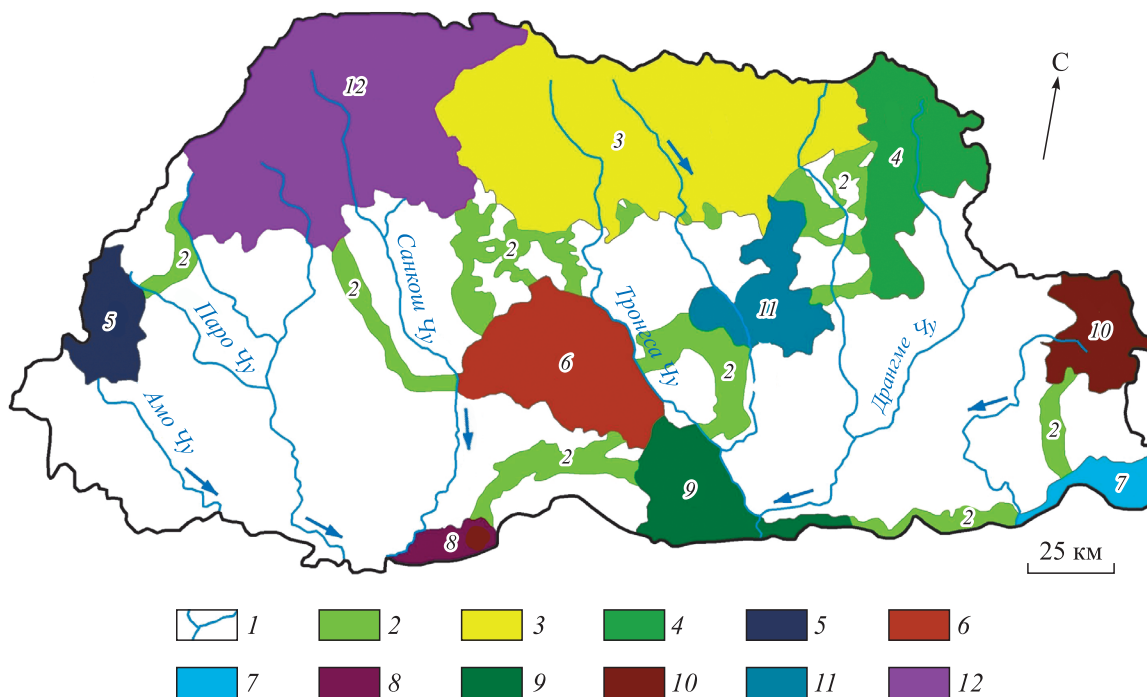 С
12
3
4
2
2
2
2
Санкош Чу
5
Паро Чу
Тронгса Чу
11
10
6
2
Дрангме Чу
Амо Чу
2
2
9
7
8
2
25 км
1 2 3 4 5 6
7 8 9 10 11 12